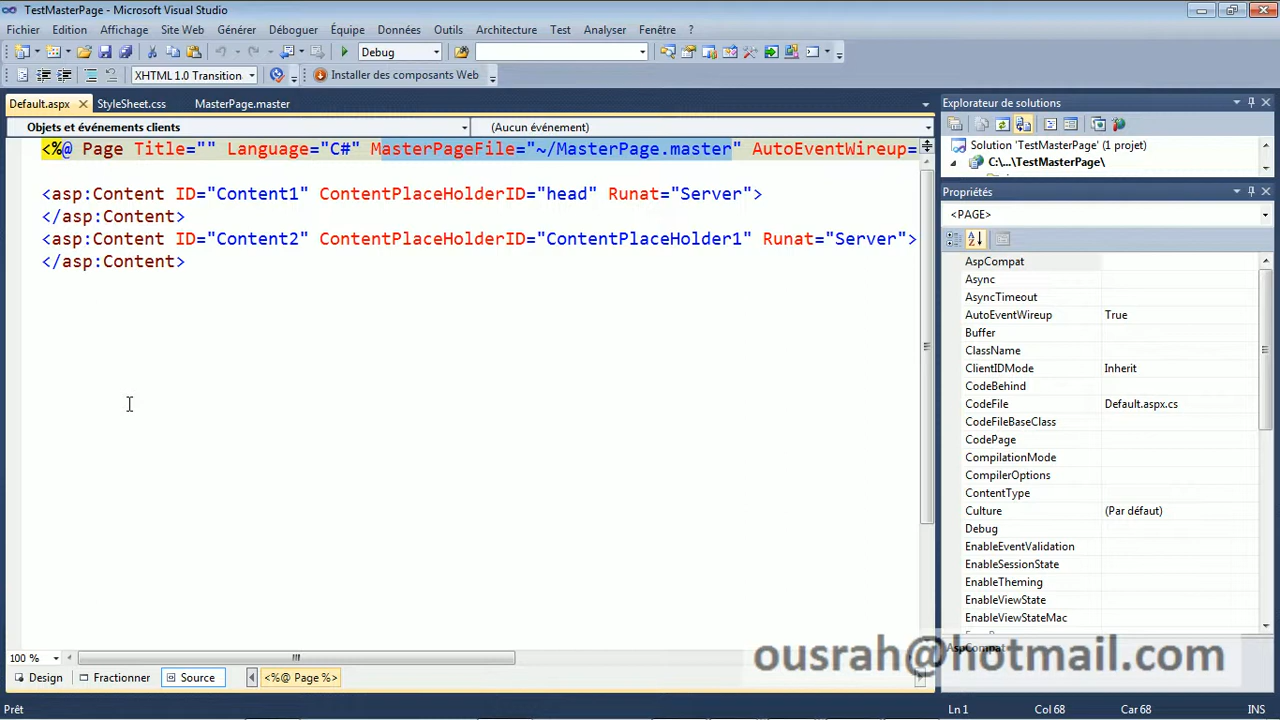 TestMasterPage - Microsoft Visual Studio
Fichier Edition Affichage Site Web Générer Déboguer Équipe Données Outils Architecture Test Analyser Fenêtre ?
Debug
XHTML 1.0 Transition Installer des composants Web
Default.aspx StyleSheet.css MasterPage.master
Objets et événements clients (Aucun événement)
<%@ Page Title="" Language="C#" MasterPageFile="~/MasterPage.master" AutoEventWireup=
<asp:Content ID="Content1" ContentPlaceHolderID="head" Runat="Server">
</asp:Content>
<asp:Content ID="Content2" ContentPlaceHolderID="ContentPlaceHolder1" Runat="Server">
</asp:Content>
100 %
Design Fractionner Source <%@ Page %>
Explorateur de solutions
Solution 'TestMasterPage' (1 projet)
C:\...\TestMasterPage\
Propriétés
<PAGE>
AspCompat
Async
AsyncTimeout
AutoEventWireup True
Buffer
ClassName
ClientIDMode Inherit
CodeBehind
CodeFile Default.aspx.cs
CodeFileBaseClass
CodePage
CompilationMode
CompilerOptions
ContentType
Culture (Par défaut)
Debug
EnableEventValidation
EnableSessionState
EnableTheming
EnableViewState
EnableViewStateMac
AspCompat
ousrah@hotmail.com
Prêt Ln 1 Col 68 Car 68 INS